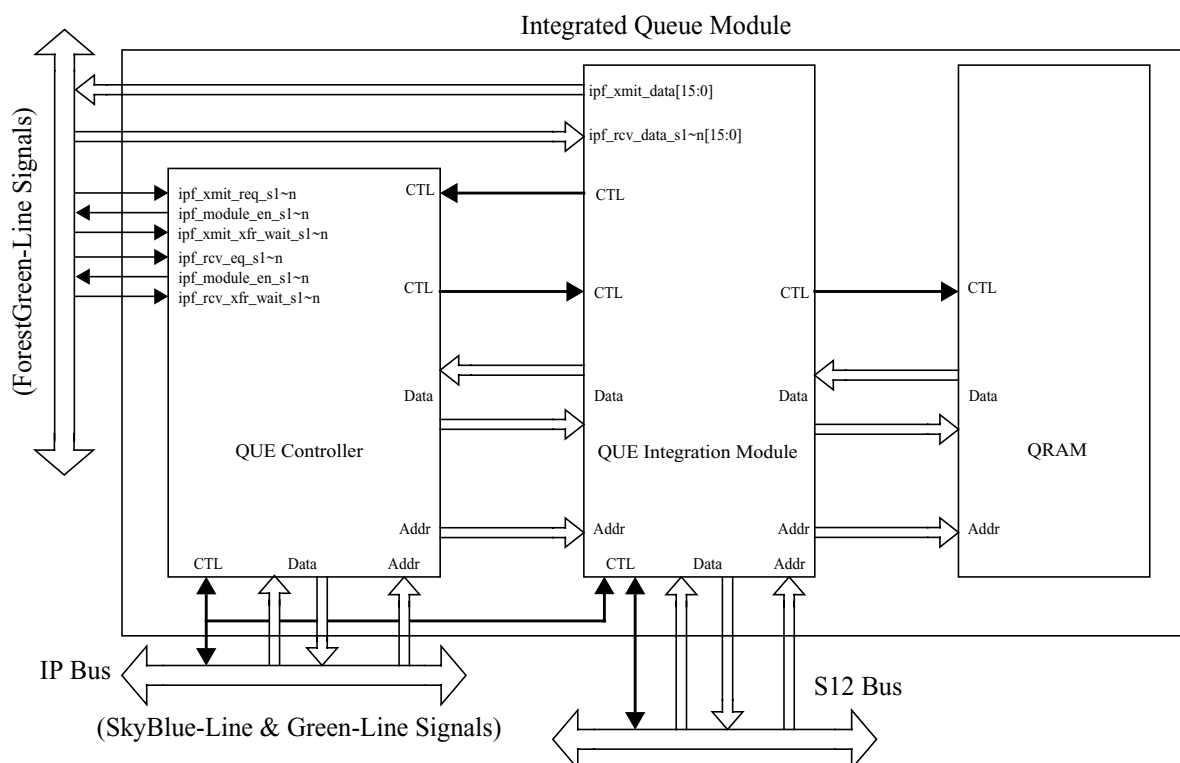 Integrated Queue Module
(ForestGreen-Line Signals)
ipf_xmit_data[15:0]
ipf_rcv_data_s1~n[15:0]
ipf_xmit_req_s1~n
ipf_module_en_s1~n
ipf_xmit_xfr_wait_s1~n
ipf_rcv_eq_s1~n
ipf_module_en_s1~n
ipf_rcv_xfr_wait_s1~n
CTL
CTL
CTL
CTL
CTL
CTL
Data
Data
Data
Data
QUE Controller
QUE Integration Module
QRAM
Addr
Addr
Addr
Addr
CTL
Data
Addr
CTL
Data
Addr
IP Bus
(SkyBlue-Line & Green-Line Signals)
S12 Bus